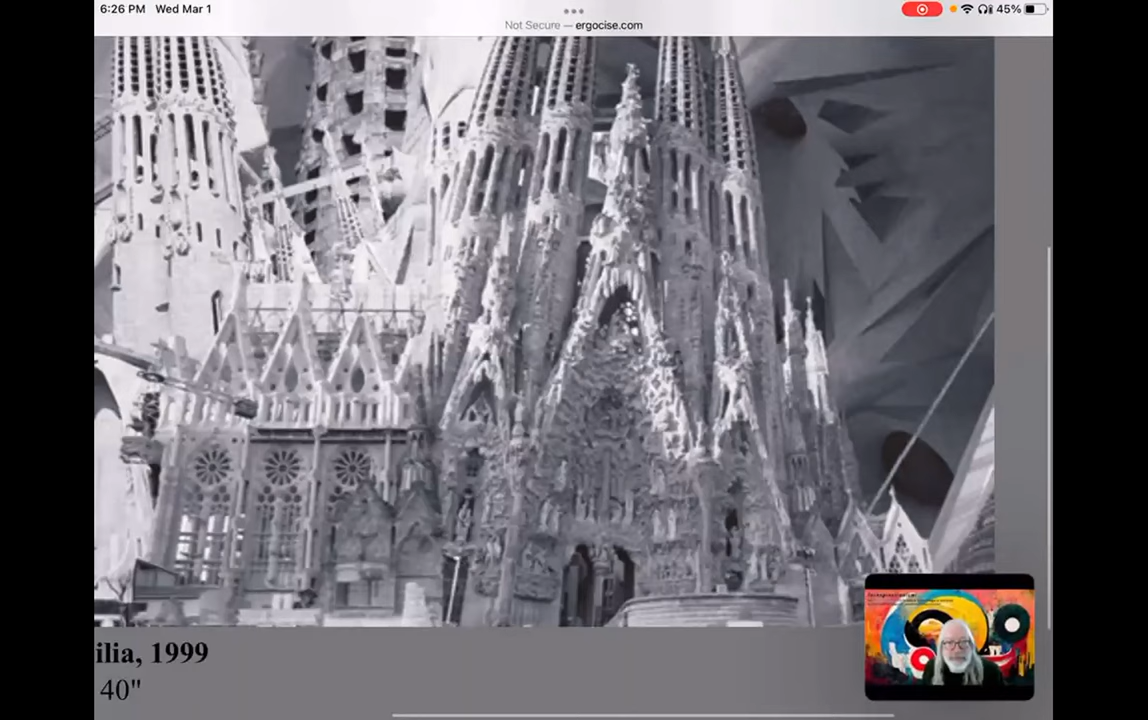 6:26 PM Wed Mar 1
45%
Not Secure — ergocise.com
ilia, 1999
40"